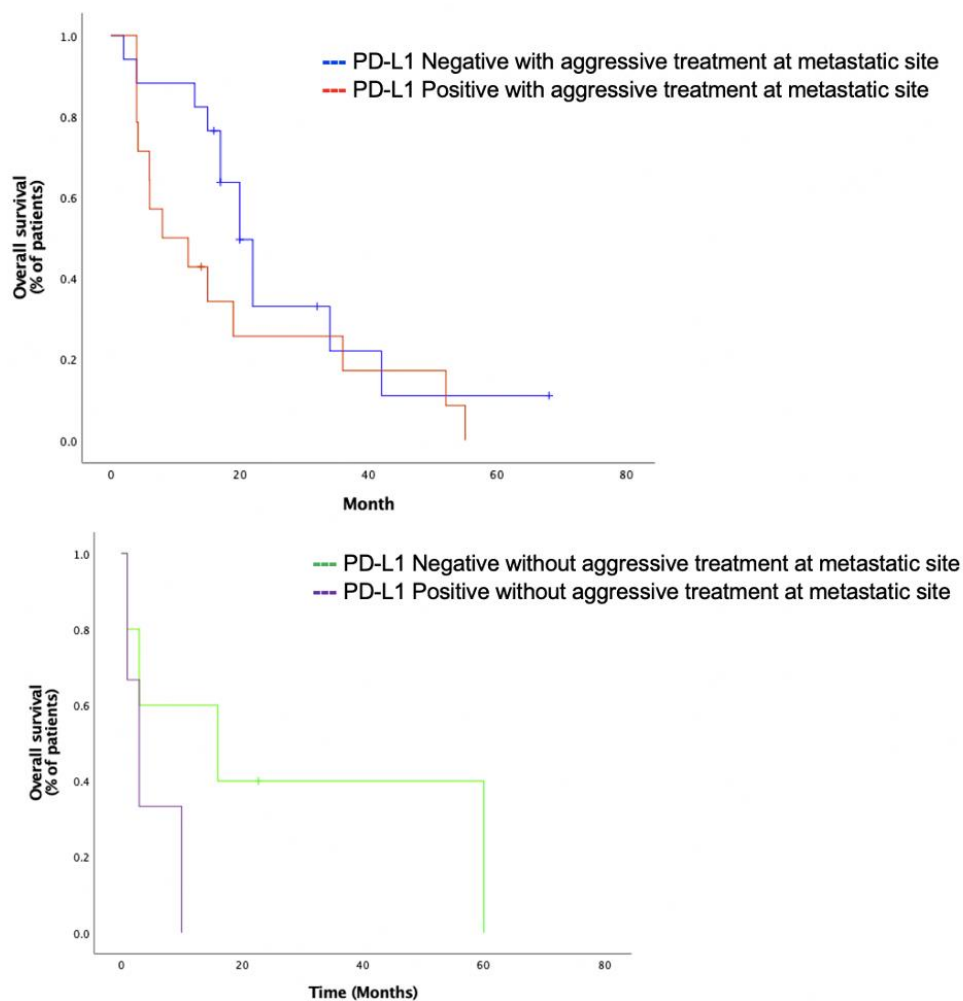 PD-L1 Negative with aggressive treatment at metastatic site
PD-L1 Positive with aggressive treatment at metastatic site
Overall survival
(% of patients)
1.0
0.8
0.6
0.4
0.2
0.0
0 20 40 60 80
Month
PD-L1 Negative without aggressive treatment at metastatic site
PD-L1 Positive without aggressive treatment at metastatic site
Overall survival
(% of patients)
1.0
0.8
0.6
0.4
0.2
0.0
0 20 40 60 80
Time (Months)